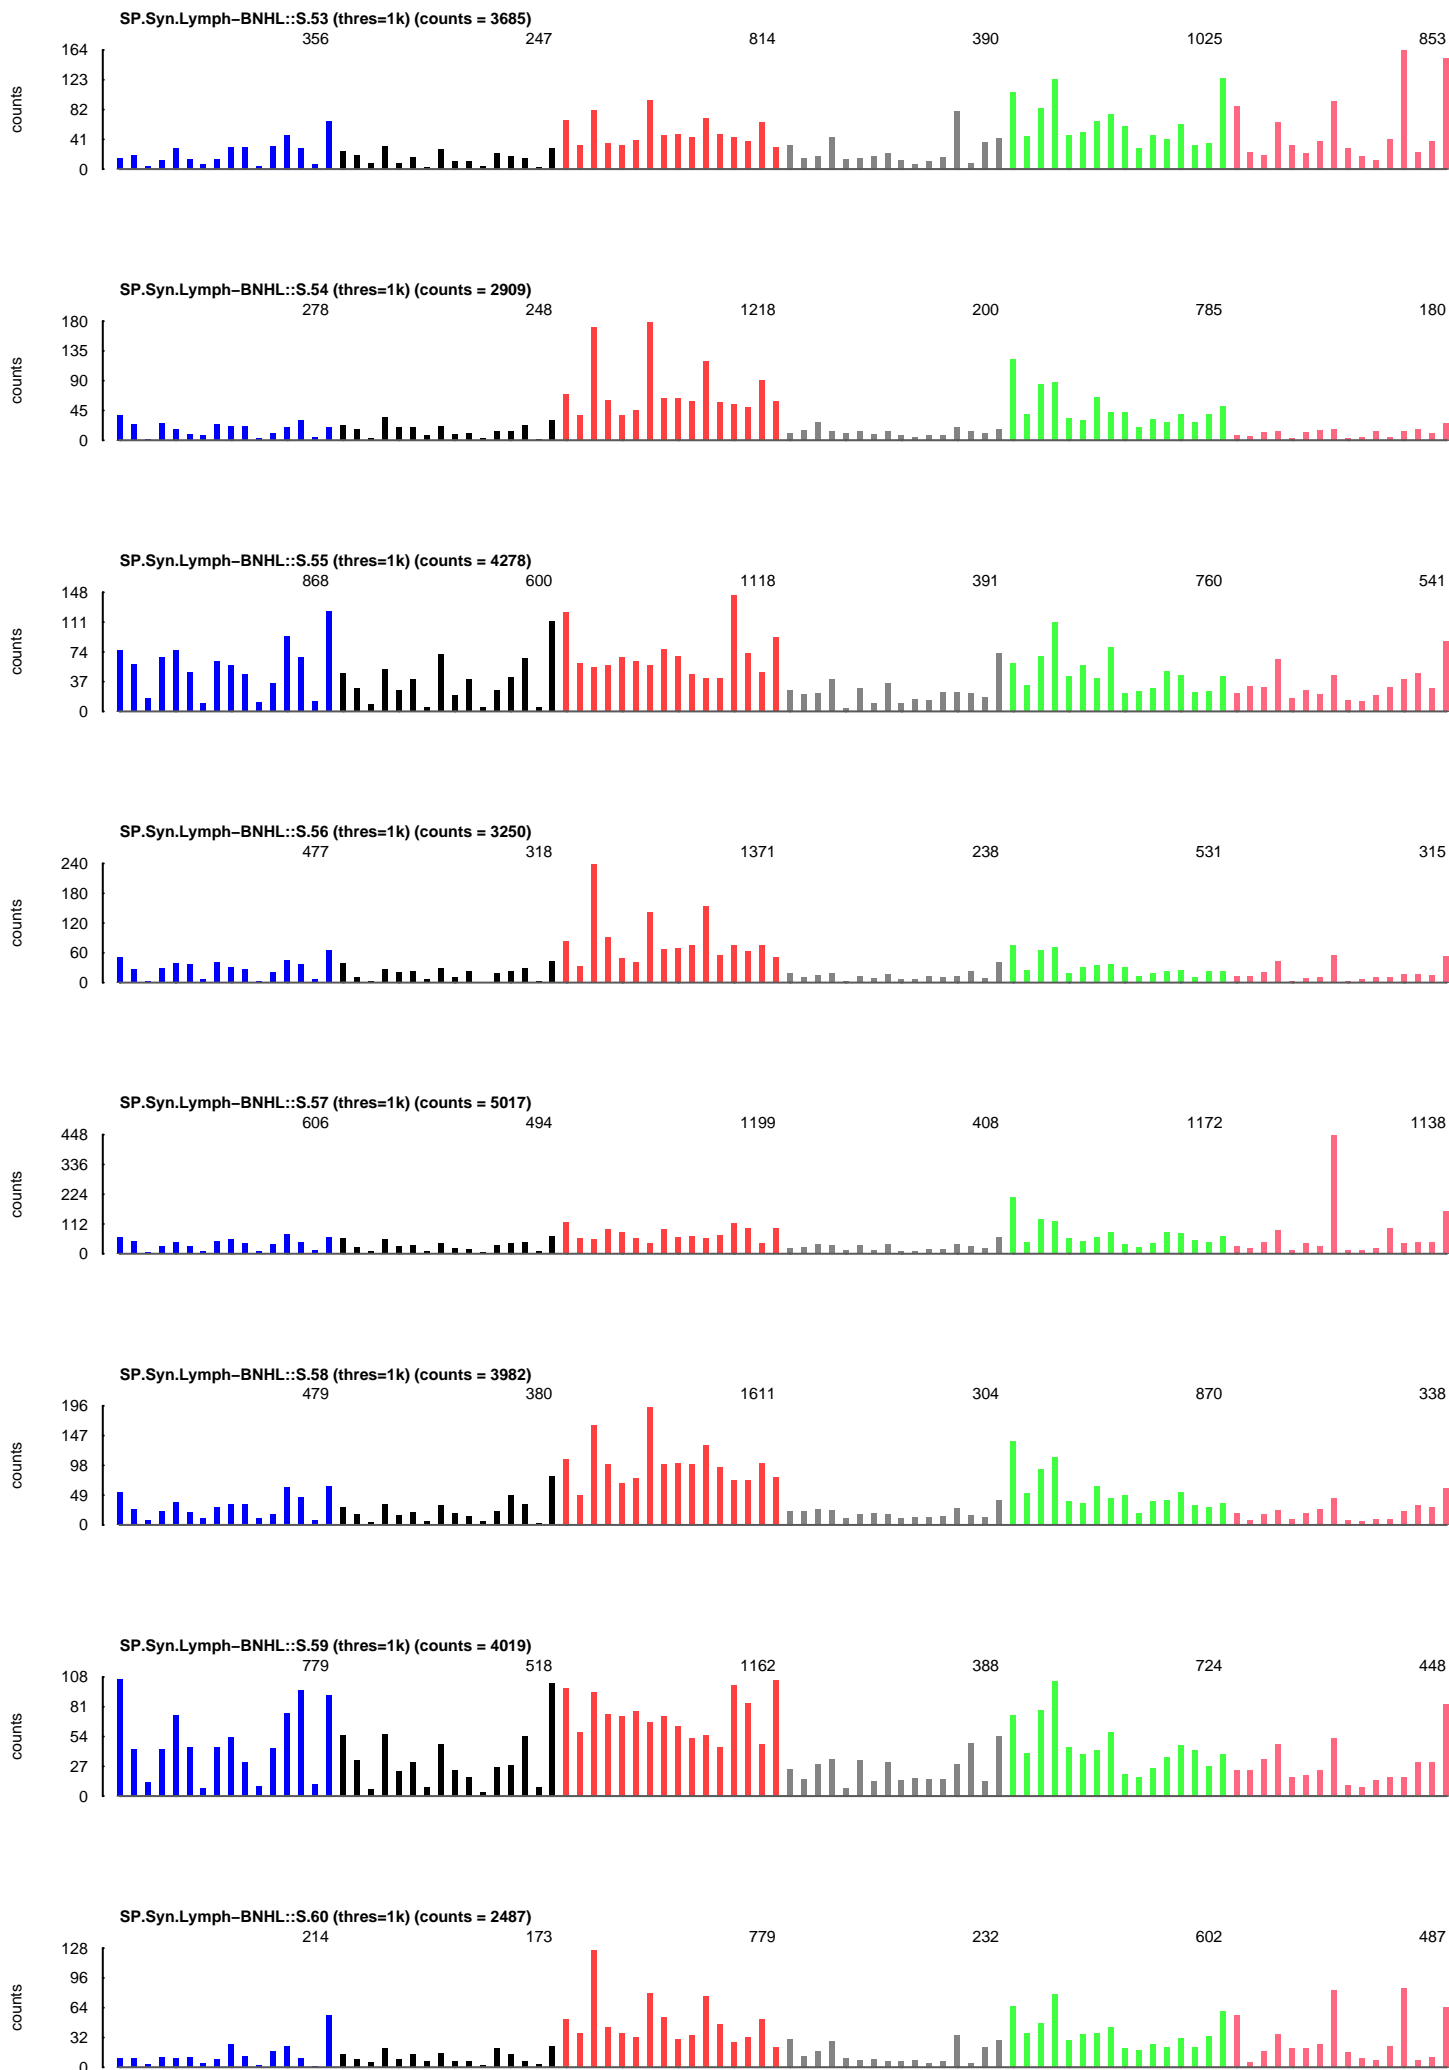 SP.Syn.Lymph−BNHL::S.53 (thres=1k) (counts = 3685)
356 247 814 390 1025 853
164
123
82
41
0
counts
SP.Syn.Lymph−BNHL::S.54 (thres=1k) (counts = 2909)
278 248 1218 200 785 180
180
135
90
45
0
counts
SP.Syn.Lymph−BNHL::S.55 (thres=1k) (counts = 4278)
868 600 1118 391 760 541
148
111
74
37
0
counts
SP.Syn.Lymph−BNHL::S.56 (thres=1k) (counts = 3250)
477 318 1371 238 531 315
240
180
120
60
0
counts
SP.Syn.Lymph−BNHL::S.57 (thres=1k) (counts = 5017)
606 494 1199 408 1172 1138
448
336
224
112
0
counts
SP.Syn.Lymph−BNHL::S.58 (thres=1k) (counts = 3982)
479 380 1611 304 870 338
196
147
98
49
0
counts
SP.Syn.Lymph−BNHL::S.59 (thres=1k) (counts = 4019)
779 518 1162 388 724 448
108
81
54
27
0
counts
SP.Syn.Lymph−BNHL::S.60 (thres=1k) (counts = 2487)
214 173 779 232 602 487
128
96
64
32
0
counts